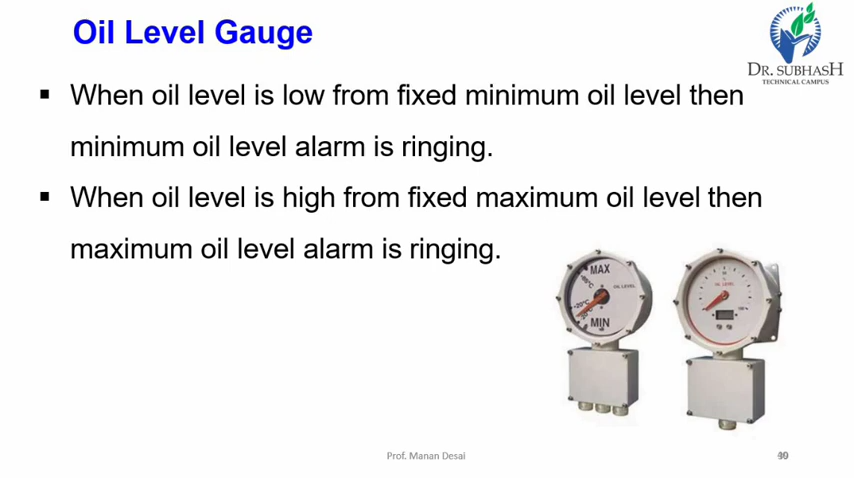 Oil Level Gauge
DR. SUBHASH
TECHNICAL CAMPUS
▪ When oil level is low from fixed minimum oil level then
minimum oil level alarm is ringing.
▪ When oil level is high from fixed maximum oil level then
maximum oil level alarm is ringing.
MAX
OIL LEVEL
-20°C
MIN
OIL LEVEL
Prof. Manan Desai